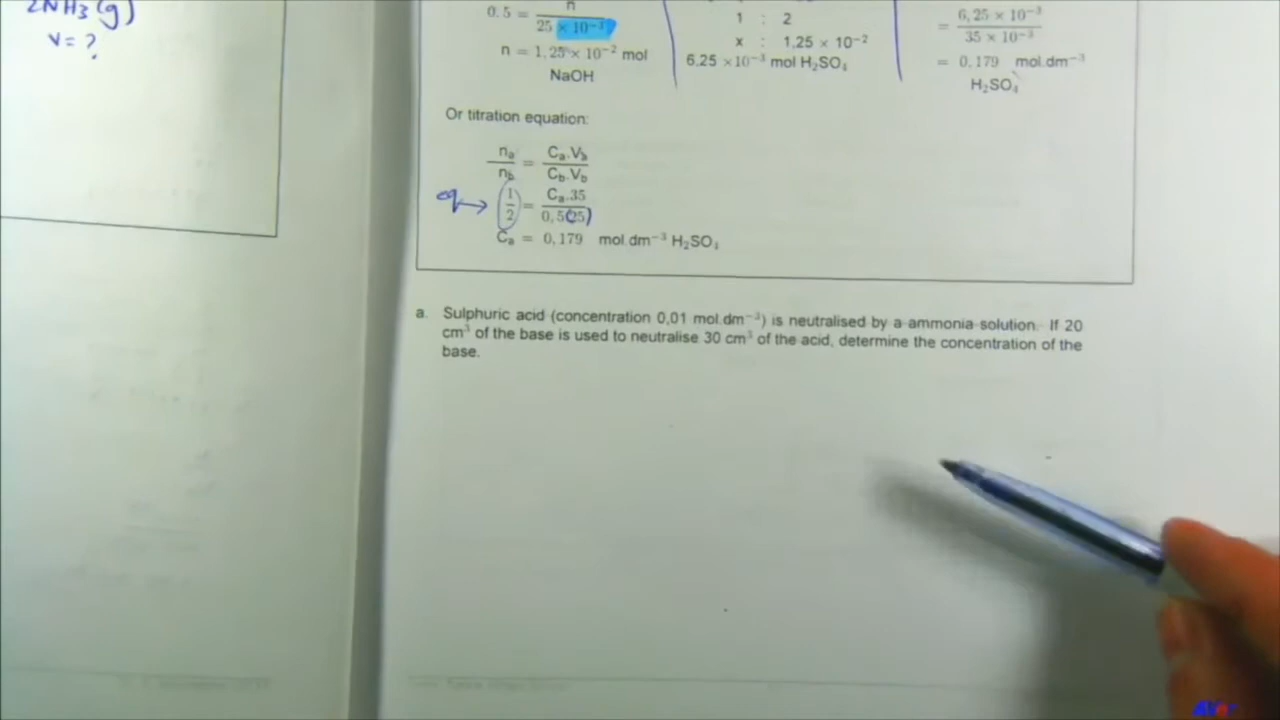 2NH3(g)
v = ?
0.5 = n
25 × 10⁻³
n = 1,25 × 10⁻² mol
NaOH
1 : 2
x : 1,25 × 10⁻²
6,25 × 10⁻³ mol H₂SO₄
= 6,25 × 10⁻³
35 × 10⁻³
= 0,179 mol.dm⁻³
H₂SO₄
Or titration equation:
nₐ = Cₐ.Vₐ
n_b C_b.V_b
eq → 1 = Cₐ.35
2 0,5(25)
Cₐ = 0,179 mol.dm⁻³ H₂SO₄
a. Sulphuric acid (concentration 0,01 mol.dm⁻³) is neutralised by a ammonia solution. If 20
cm³ of the base is used to neutralise 30 cm³ of the acid, determine the concentration of the
base.